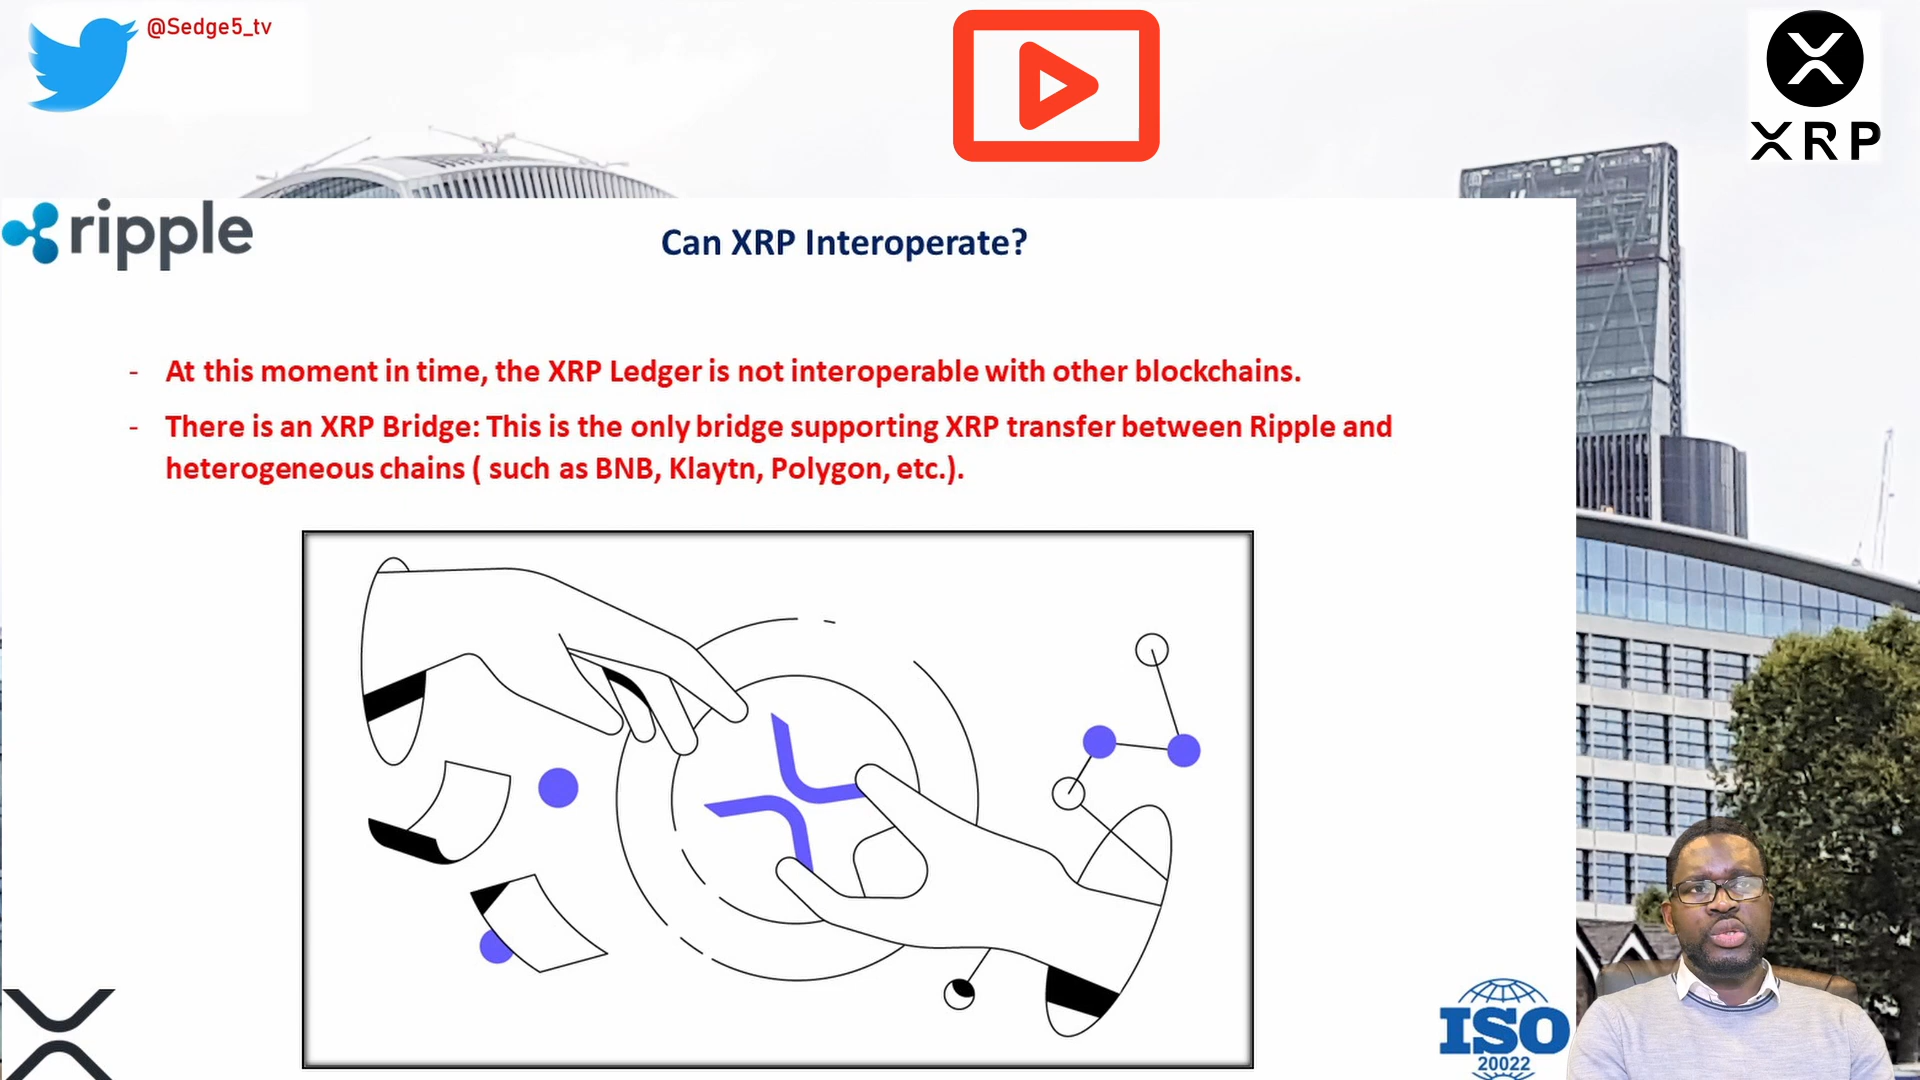 @Sedge5_tv
XRP
ripple
Can XRP Interoperate?
- At this moment in time, the XRP Ledger is not interoperable with other blockchains.
- There is an XRP Bridge: This is the only bridge supporting XRP transfer between Ripple and
heterogeneous chains ( such as BNB, Klaytn, Polygon, etc.).
ISO
20022